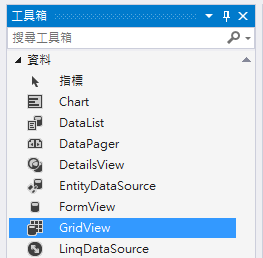 工具箱
搜尋工具箱
資料
指標
Chart
DataList
DataPager
DetailsView
EntityDataSource
FormView
GridView
LinqDataSource